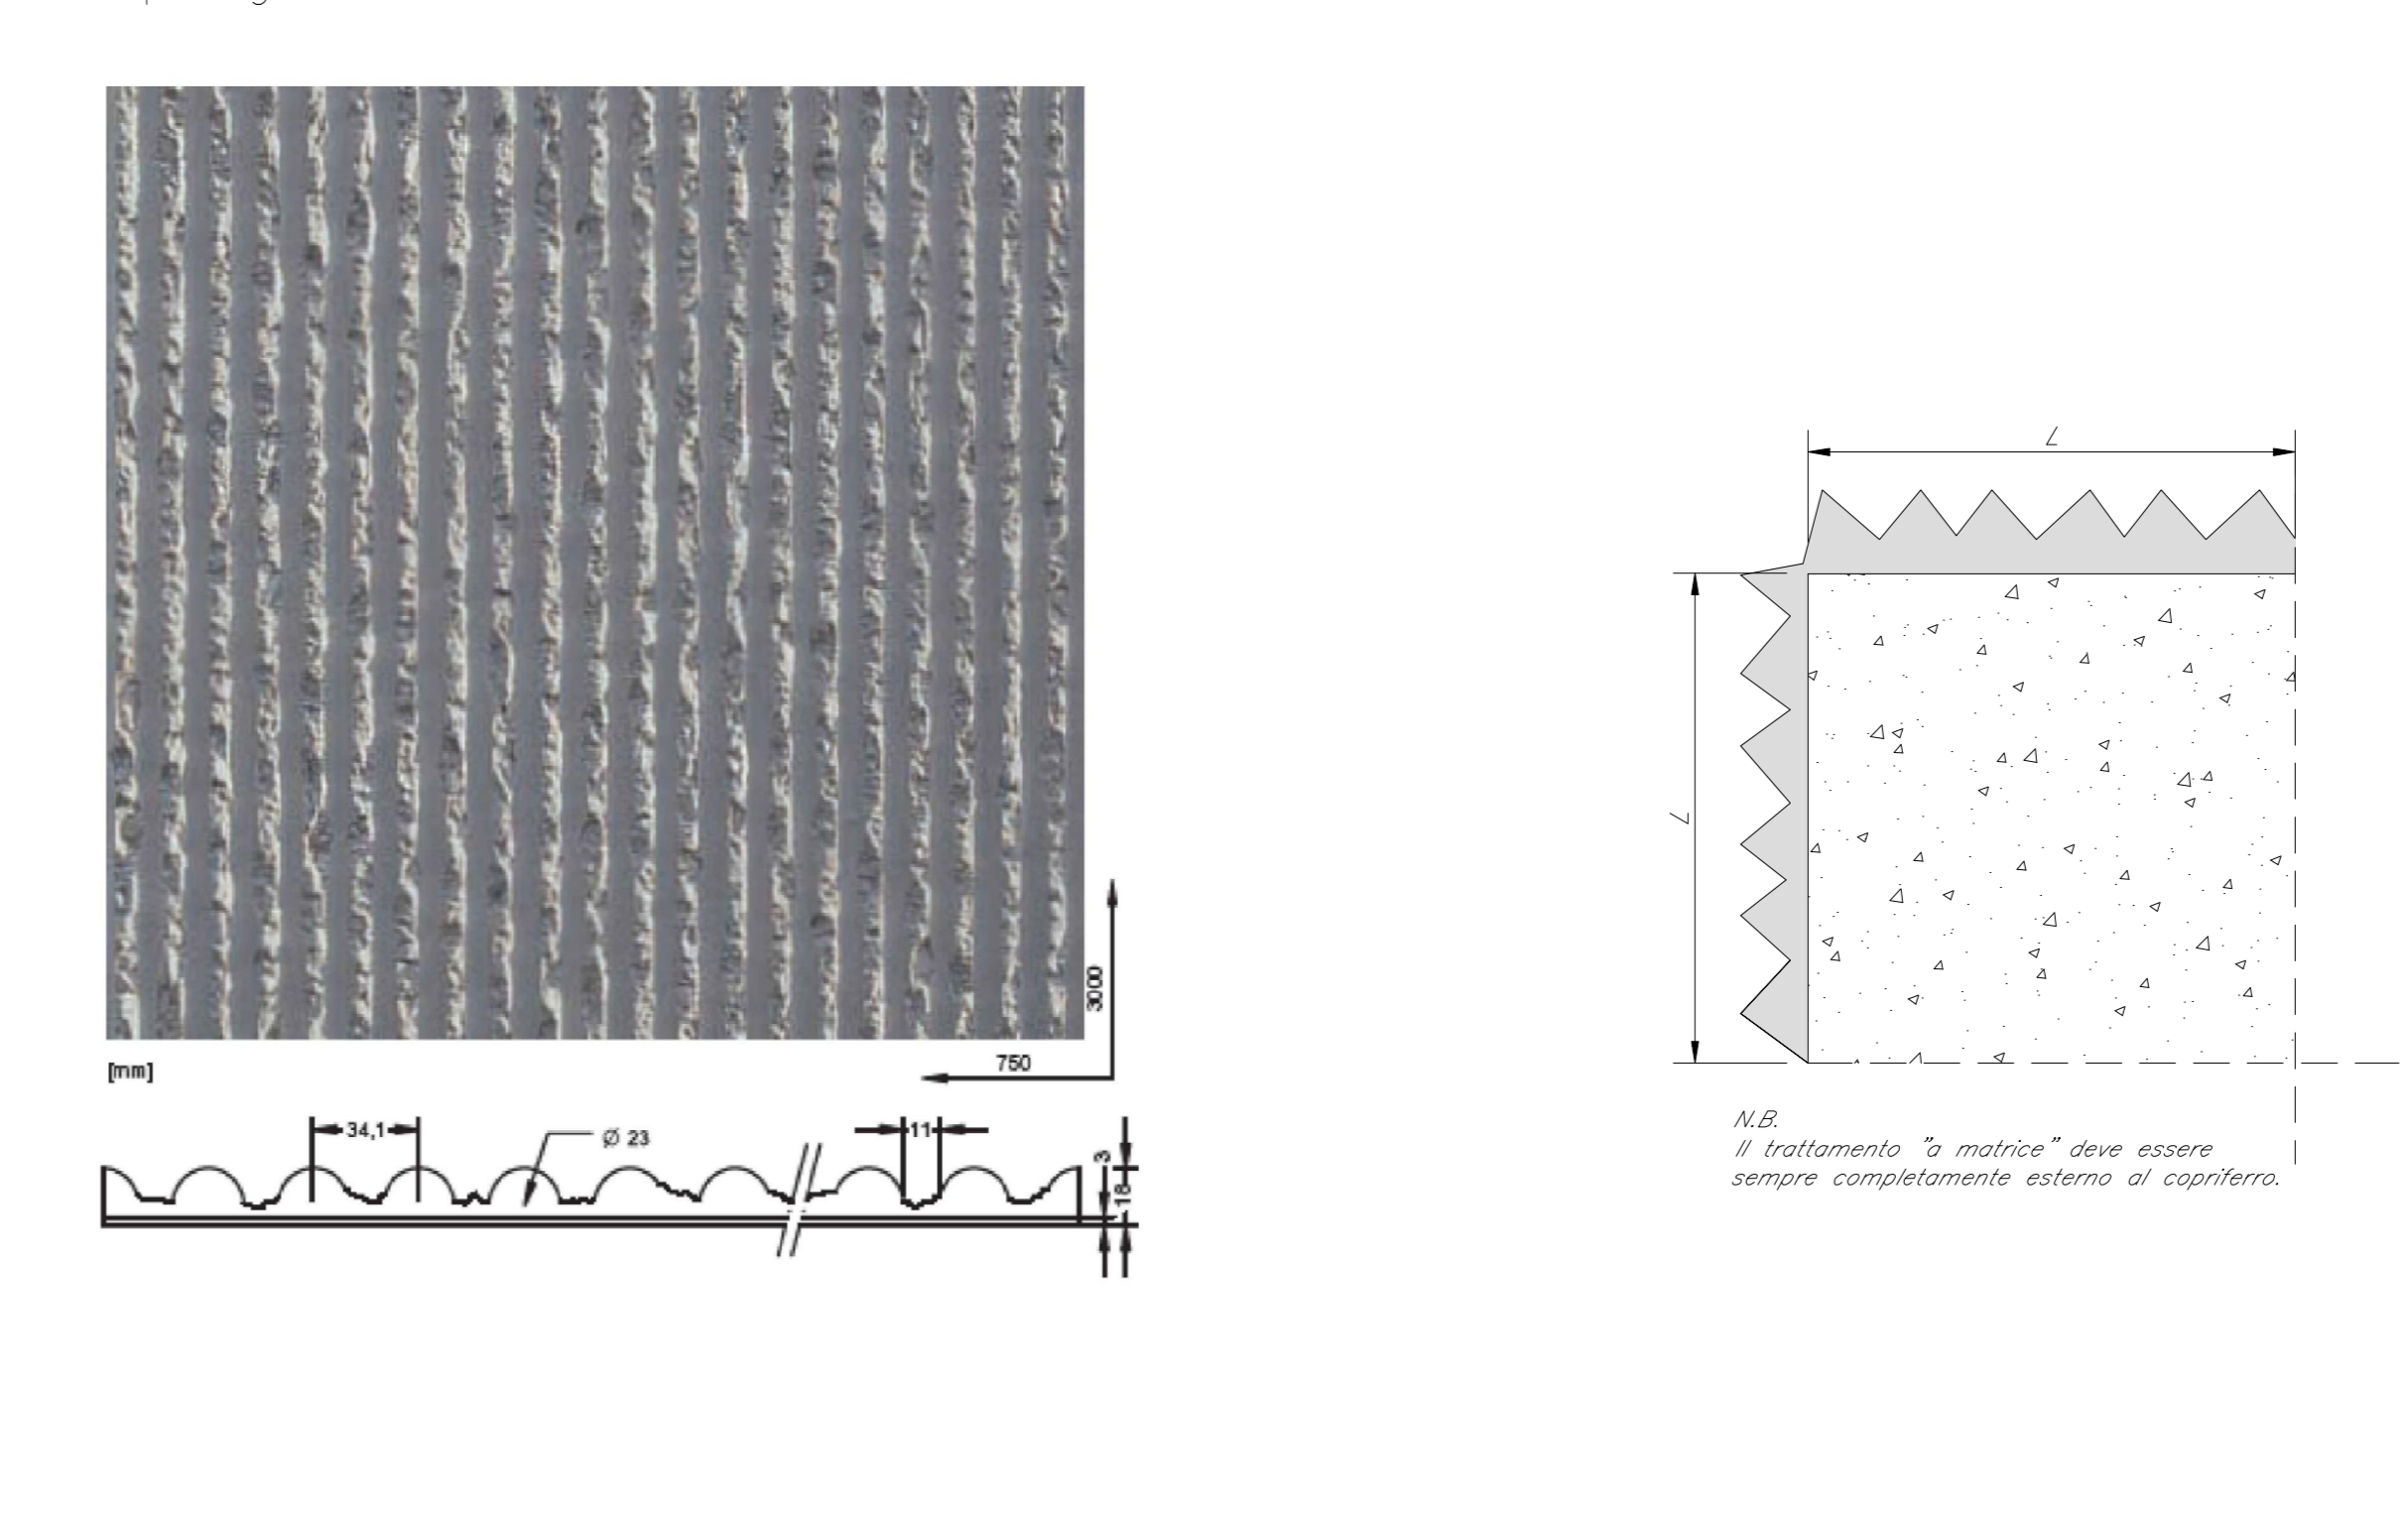 L
L
3000
[mm]
750
34,1
Ø 23
11
3
18
N.B.
Il trattamento "a matrice" deve essere
sempre completamente esterno al copriferro.